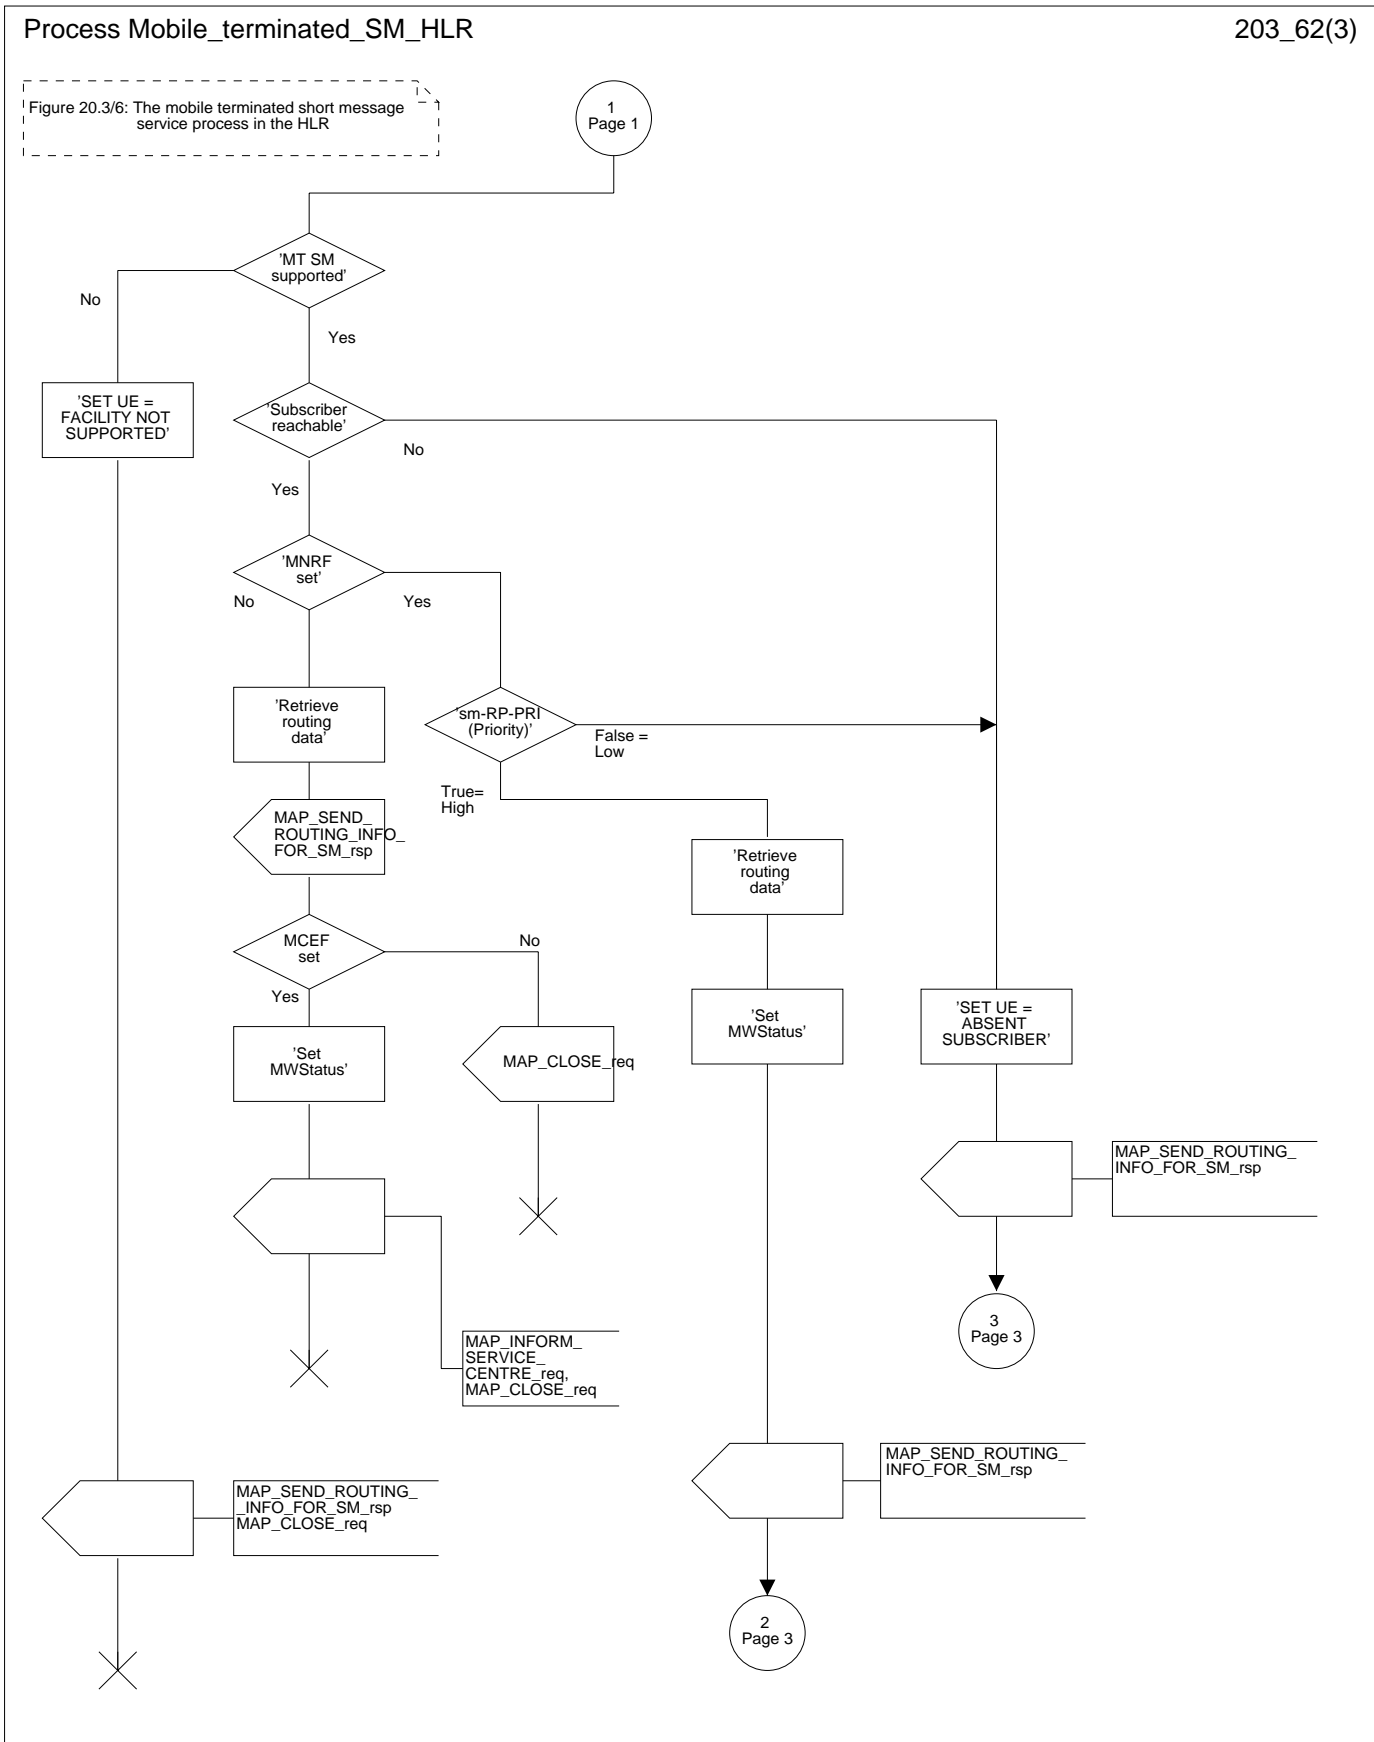 Process Mobile_terminated_SM_HLR
203_62(3)
Figure 20.3/6: The mobile terminated short message
service process in the HLR
1
Page 1
'MT SM
supported'
No
Yes
'SET UE =
FACILITY NOT
SUPPORTED'
'Subscriber
reachable'
No
Yes
'MNRF
set'
No
Yes
'Retrieve
routing
data'
'sm-RP-PRI
(Priority)'
False =
Low
True=
High
MAP_SEND_
ROUTING_INFO_
FOR_SM_rsp
'Retrieve
routing
data'
MCEF
set
No
Yes
'Set
MWStatus'
MAP_CLOSE_req
'Set
MWStatus'
'SET UE =
ABSENT
SUBSCRIBER'
MAP_SEND_ROUTING_
INFO_FOR_SM_rsp
3
Page 3
MAP_INFORM_
SERVICE_
CENTRE_req,
MAP_CLOSE_req
MAP_SEND_ROUTING_
INFO_FOR_SM_rsp
MAP_SEND_ROUTING_
_INFO_FOR_SM_rsp
MAP_CLOSE_req
2
Page 3